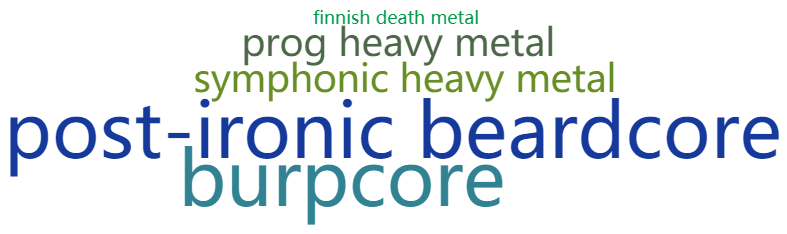 finnish death metal
prog heavy metal
symphonic heavy metal
post-ironic beardcore
burpcore